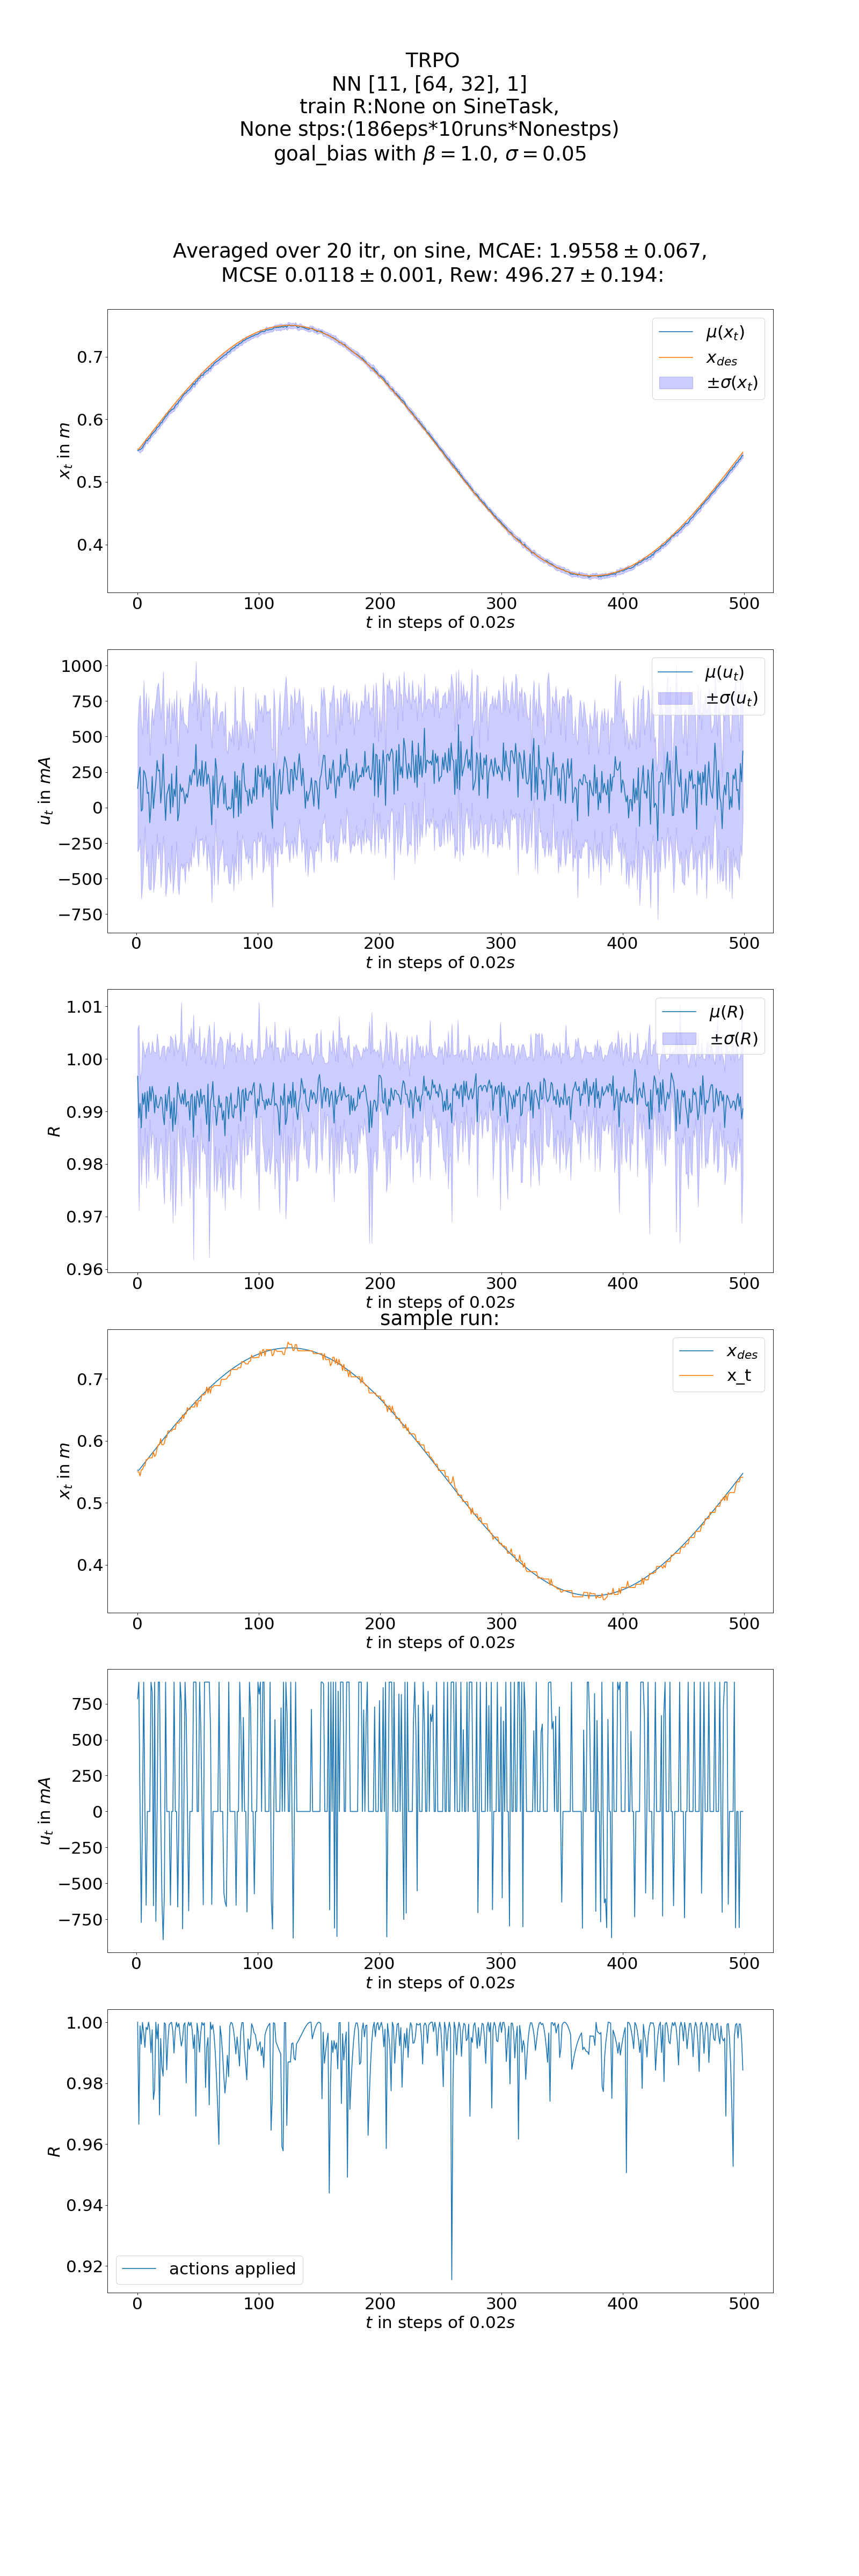 TRPO
NN [11, [64, 32], 1]
train R:None on SineTask,
None stps:(186eps*10runs*Nonestps)
goal_bias with β = 1.0, σ = 0.05
Averaged over 20 itr, on sine, MCAE: 1.9558 ± 0.067,
MCSE 0.0118 ± 0.001, Rew: 496.27 ± 0.194:
μ(x_t)
x_des
±σ(x_t)
0.7
0.6
0.5
0.4
x_t in m
0 100 200 300 400 500
t in steps of 0.02s
μ(u_t)
±σ(u_t)
1000
750
500
250
0
−250
−500
−750
u_t in mA
0 100 200 300 400 500
t in steps of 0.02s
μ(R)
±σ(R)
1.01
1.00
0.99
0.98
0.97
0.96
R
0 100 200 300 400 500
t in steps of 0.02s
sample run:
x_des
x_t
0.7
0.6
0.5
0.4
x_t in m
0 100 200 300 400 500
t in steps of 0.02s
750
500
250
0
−250
−500
−750
u_t in mA
0 100 200 300 400 500
t in steps of 0.02s
1.00
0.98
0.96
0.94
0.92
R
actions applied
0 100 200 300 400 500
t in steps of 0.02s